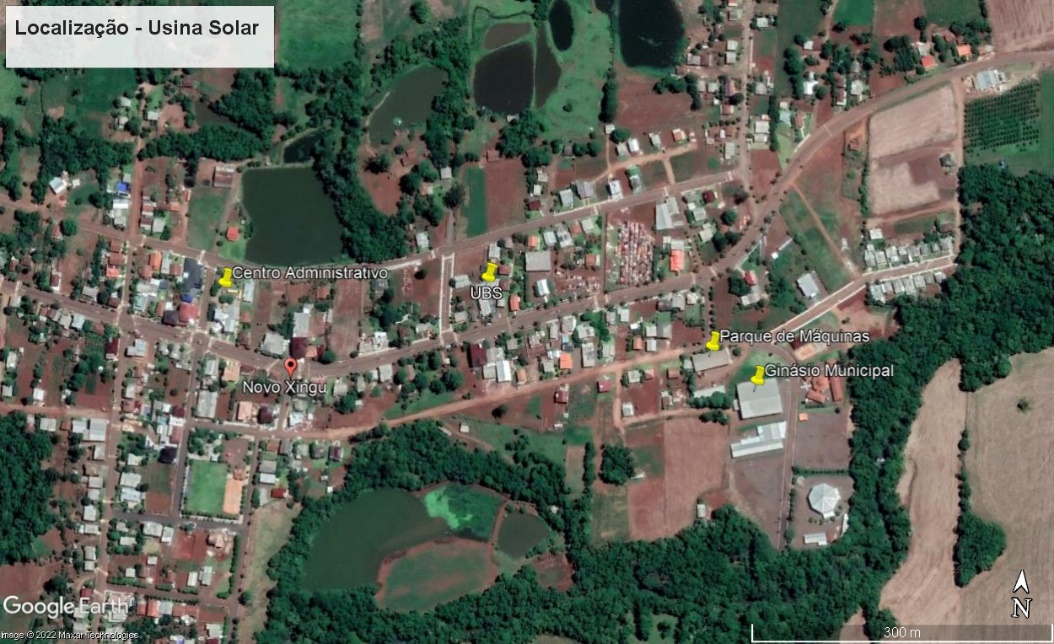 Localização - Usina Solar
Centro Administrativo
UBS
Parque de Máquinas
Ginásio Municipal
Novo Xingu
Google Earth
Image © 2022 Maxar Technologies
N
300 m